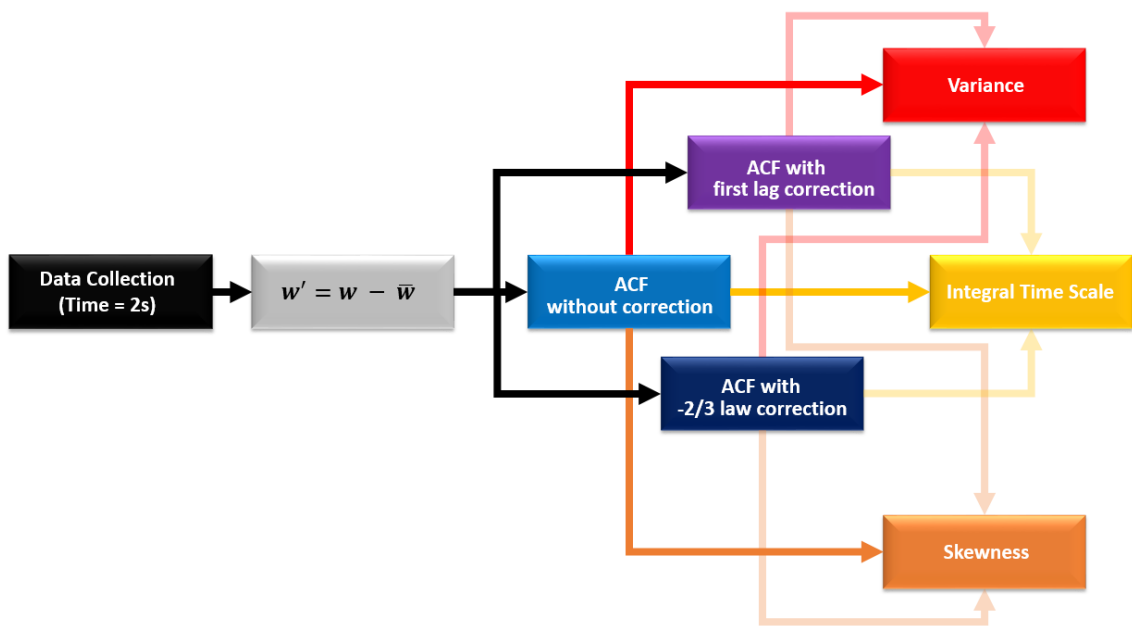 Variance
ACF with
first lag correction
Data Collection
(Time = 2s)
w′ = w − w̅
ACF
without correction
Integral Time Scale
ACF with
-2/3 law correction
Skewness